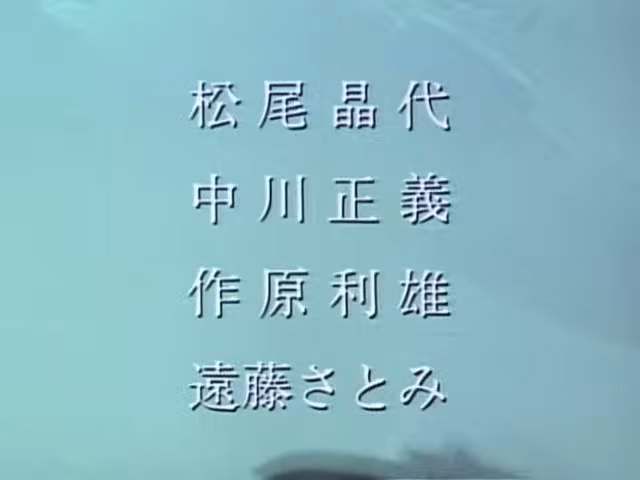 松尾晶代
中川正義
作原利雄
遠藤さとみ